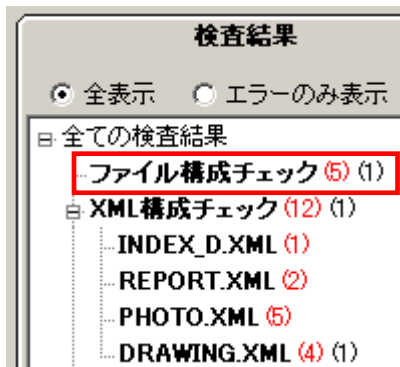 検査結果
全表示 エラーのみ表示
全ての検査結果
ファイル構成チェック (5) (1)
XML構成チェック (12) (1)
INDEX_D.XML (1)
REPORT.XML (2)
PHOTO.XML (5)
DRAWING.XML (4) (1)